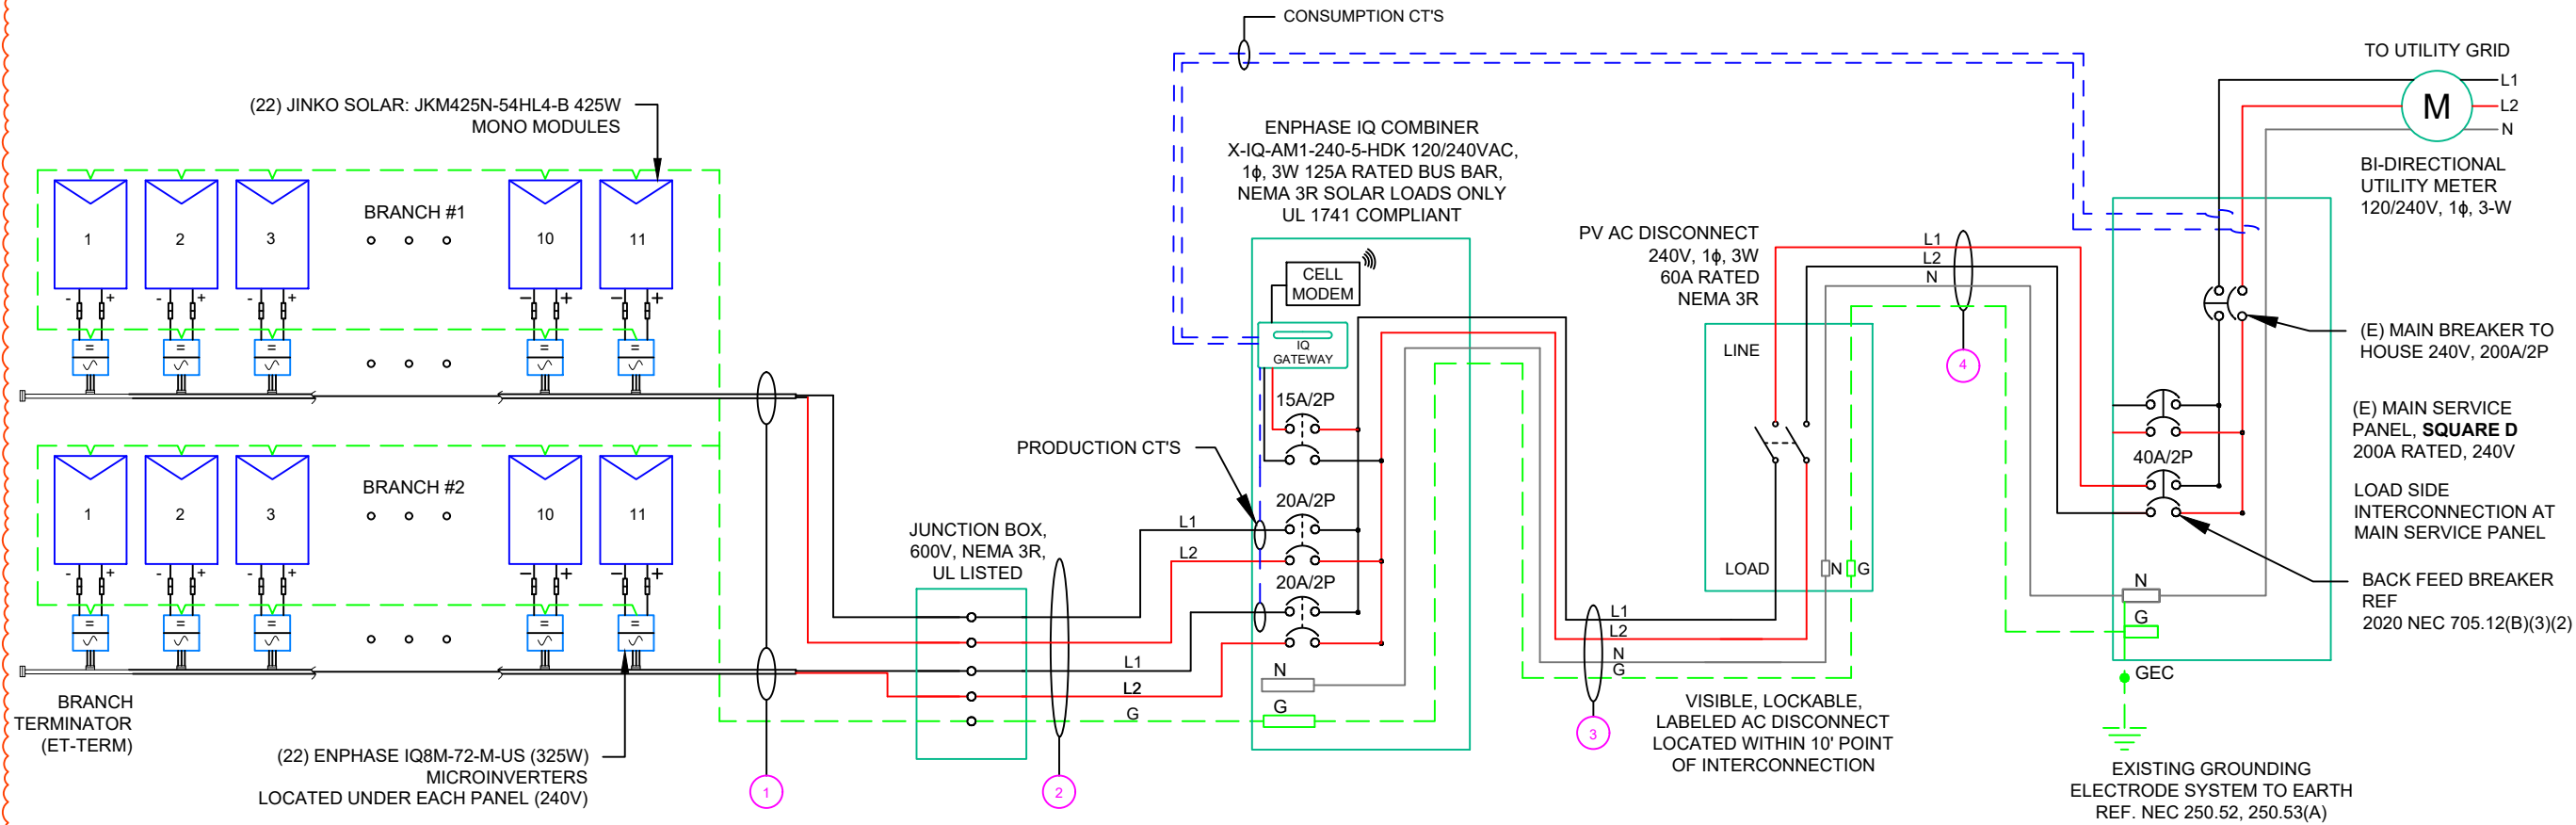 CONSUMPTION CT'S
TO UTILITY GRID
L1
L2
N
M
BI-DIRECTIONAL
UTILITY METER
120/240V, 1ϕ, 3-W
(22) JINKO SOLAR: JKM425N-54HL4-B 425W
MONO MODULES
ENPHASE IQ COMBINER
X-IQ-AM1-240-5-HDK 120/240VAC,
1ϕ, 3W 125A RATED BUS BAR,
NEMA 3R SOLAR LOADS ONLY
UL 1741 COMPLIANT
BRANCH #1
1 2 3 10 11
- + - + - + - + - +
= = = = =
CELL
MODEM
IQ
GATEWAY
15A/2P
PV AC DISCONNECT
240V, 1ϕ, 3W
60A RATED
NEMA 3R
LINE
LOAD
N G
L1
L2
N
4
(E) MAIN BREAKER TO
HOUSE 240V, 200A/2P
(E) MAIN SERVICE
PANEL, SQUARE D
200A RATED, 240V
40A/2P
LOAD SIDE
INTERCONNECTION AT
MAIN SERVICE PANEL
BACK FEED BREAKER
REF
2020 NEC 705.12(B)(3)(2)
N
G
GEC
BRANCH #2
1 2 3 10 11
- + - + - + - + - +
= = = = =
PRODUCTION CT'S
JUNCTION BOX,
600V, NEMA 3R,
UL LISTED
L1
L2
L1
L2
G
20A/2P
20A/2P
N
G
L1
L2
N
G
3
VISIBLE, LOCKABLE,
LABELED AC DISCONNECT
LOCATED WITHIN 10' POINT
OF INTERCONNECTION
BRANCH
TERMINATOR
(ET-TERM)
(22) ENPHASE IQ8M-72-M-US (325W)
MICROINVERTERS
LOCATED UNDER EACH PANEL (240V)
1
2
EXISTING GROUNDING
ELECTRODE SYSTEM TO EARTH
REF. NEC 250.52, 250.53(A)